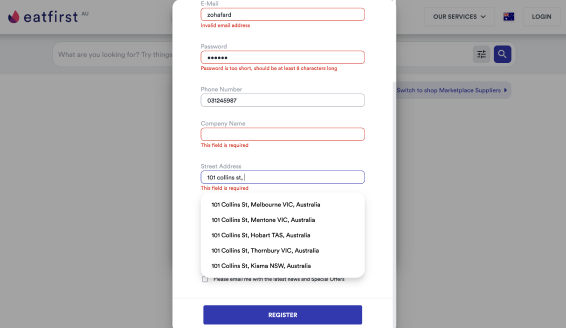 E-Mail
eatfirst AU
OUR SERVICES
LOGIN
zohafard
Invalid email address
Password
What are you looking for? Try things
••••••
Password is too short, should be at least 8 characters long.
Phone Number
Switch to shop Marketplace Suppliers
031245987
Company Name
This field is required
Street Address
101 collins st,
This field is required
101 Collins St, Melbourne VIC, Australia
101 Collins St, Mentone VIC, Australia
101 Collins St, Hobart TAS, Australia
101 Collins St, Thornbury VIC, Australia
101 Collins St, Kiama NSW, Australia
Please email me with the latest news and Special Offers
REGISTER